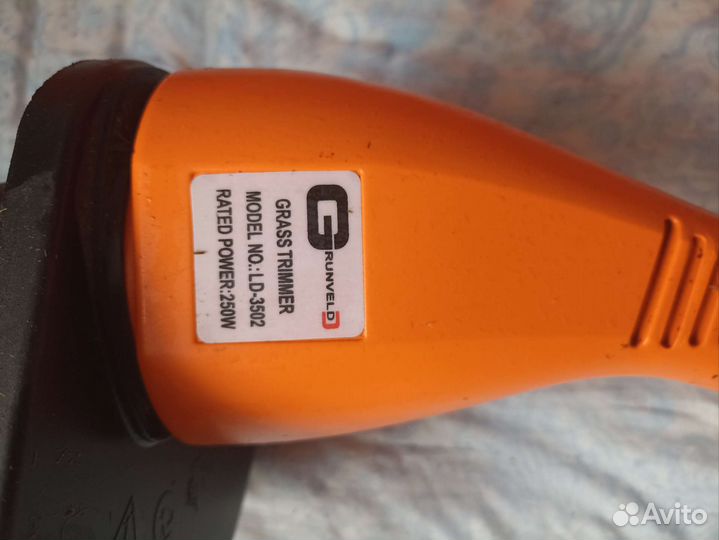 GRUNVELD
GRASS TRIMMER
MODEL NO.:LD-3502
RATED POWER:250W
Avito